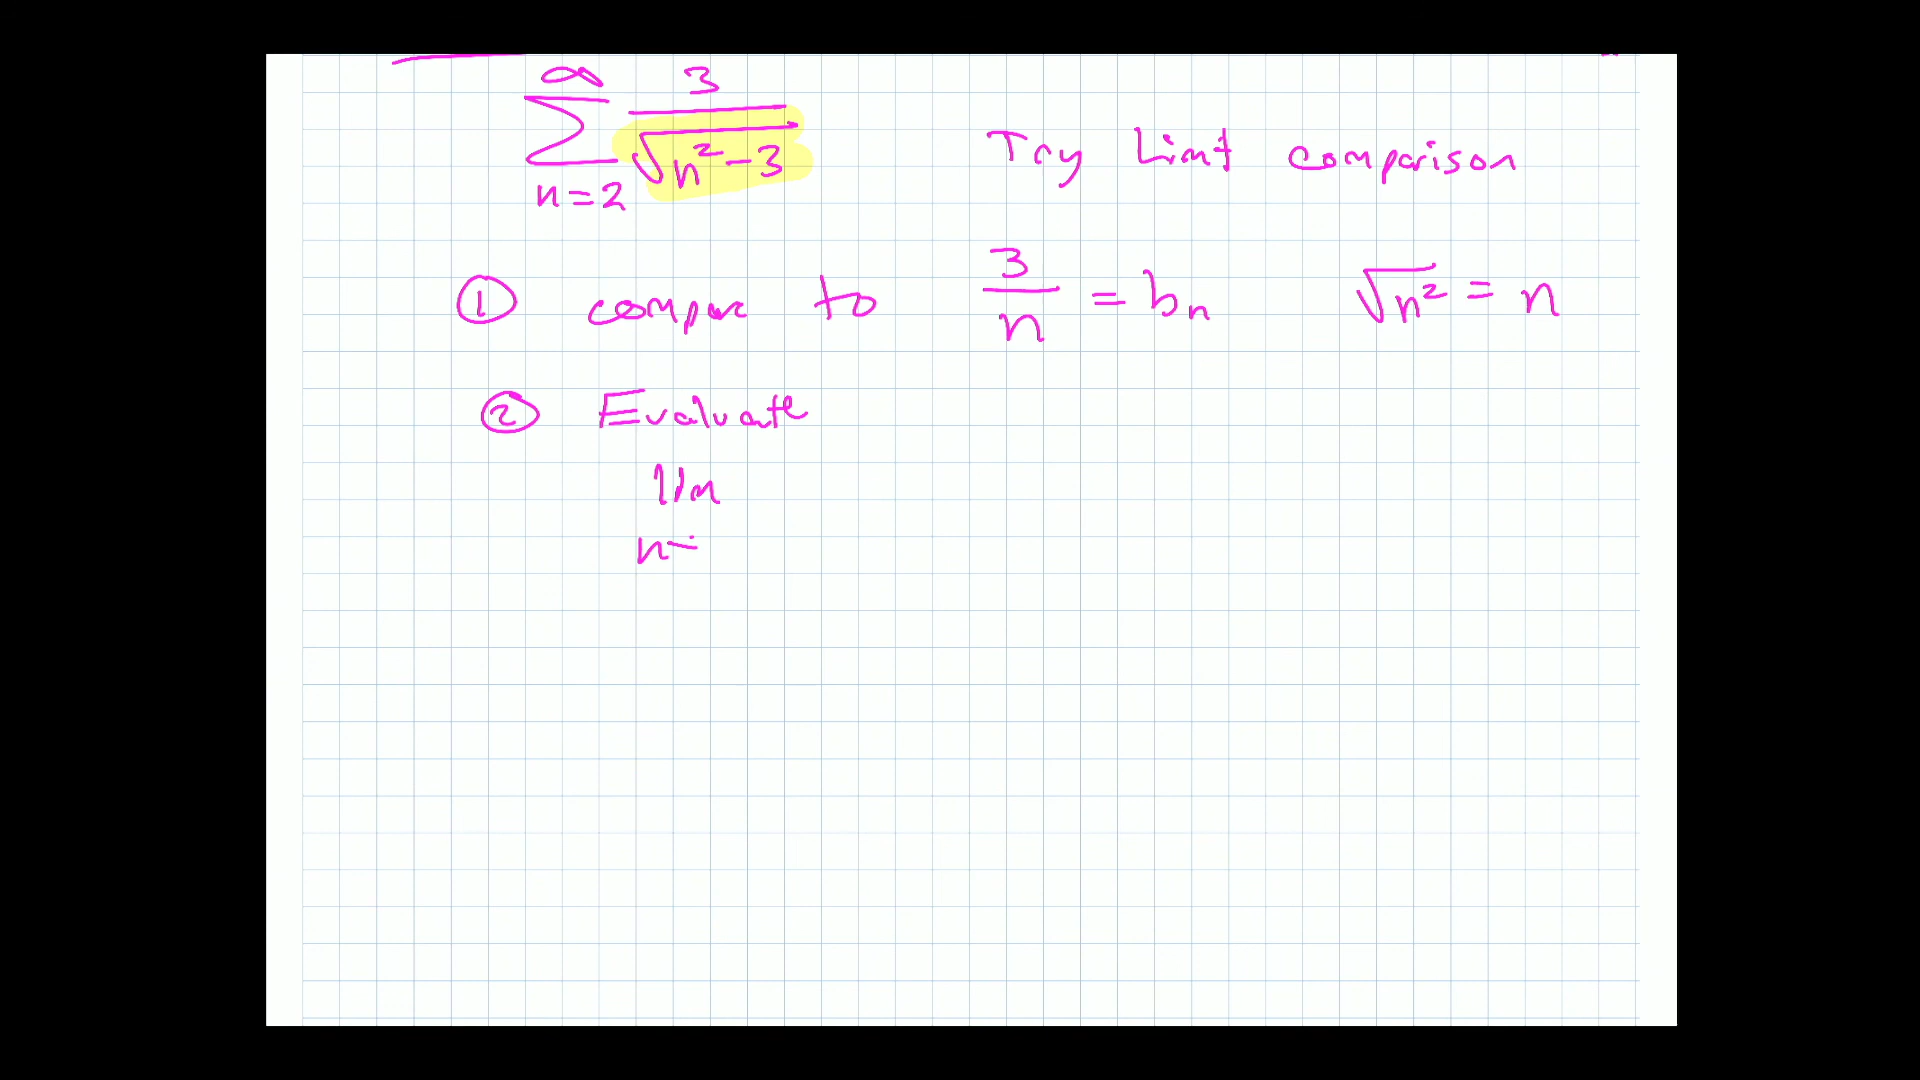 ∞ 3
Σ √n² − 3 Try Limit comparison
n = 2
① compare to 3/n = bn √n² = n
② Evaluate
lim
n